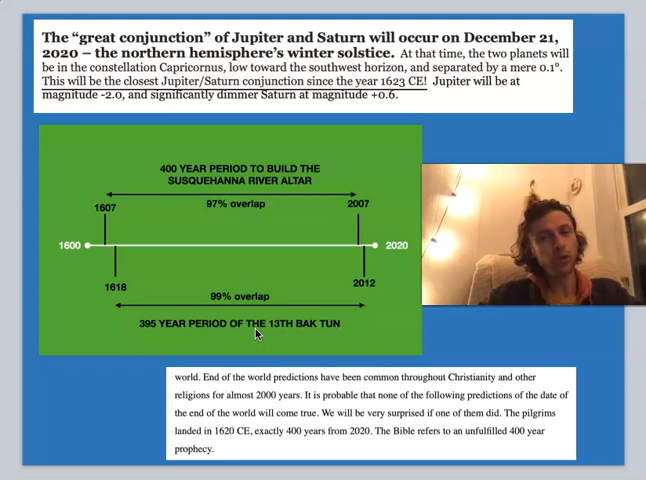 The “great conjunction” of Jupiter and Saturn will occur on December 21,
2020 – the northern hemisphere’s winter solstice. At that time, the two planets will
be in the constellation Capricornus, low toward the southwest horizon, and separated by a mere 0.1°.
This will be the closest Jupiter/Saturn conjunction since the year 1623 CE! Jupiter will be at
magnitude -2.0, and significantly dimmer Saturn at magnitude +0.6.
400 YEAR PERIOD TO BUILD THE
SUSQUEHANNA RIVER ALTAR
1607
97% overlap
2007
1600
2020
1618
2012
99% overlap
395 YEAR PERIOD OF THE 13TH BAK TUN
world. End of the world predictions have been common throughout Christianity and other
religions for almost 2000 years. It is probable that none of the following predictions of the date of
the end of the world will come true. We will be very surprised if one of them did. The pilgrims
landed in 1620 CE, exactly 400 years from 2020. The Bible refers to an unfulfilled 400 year
prophecy.